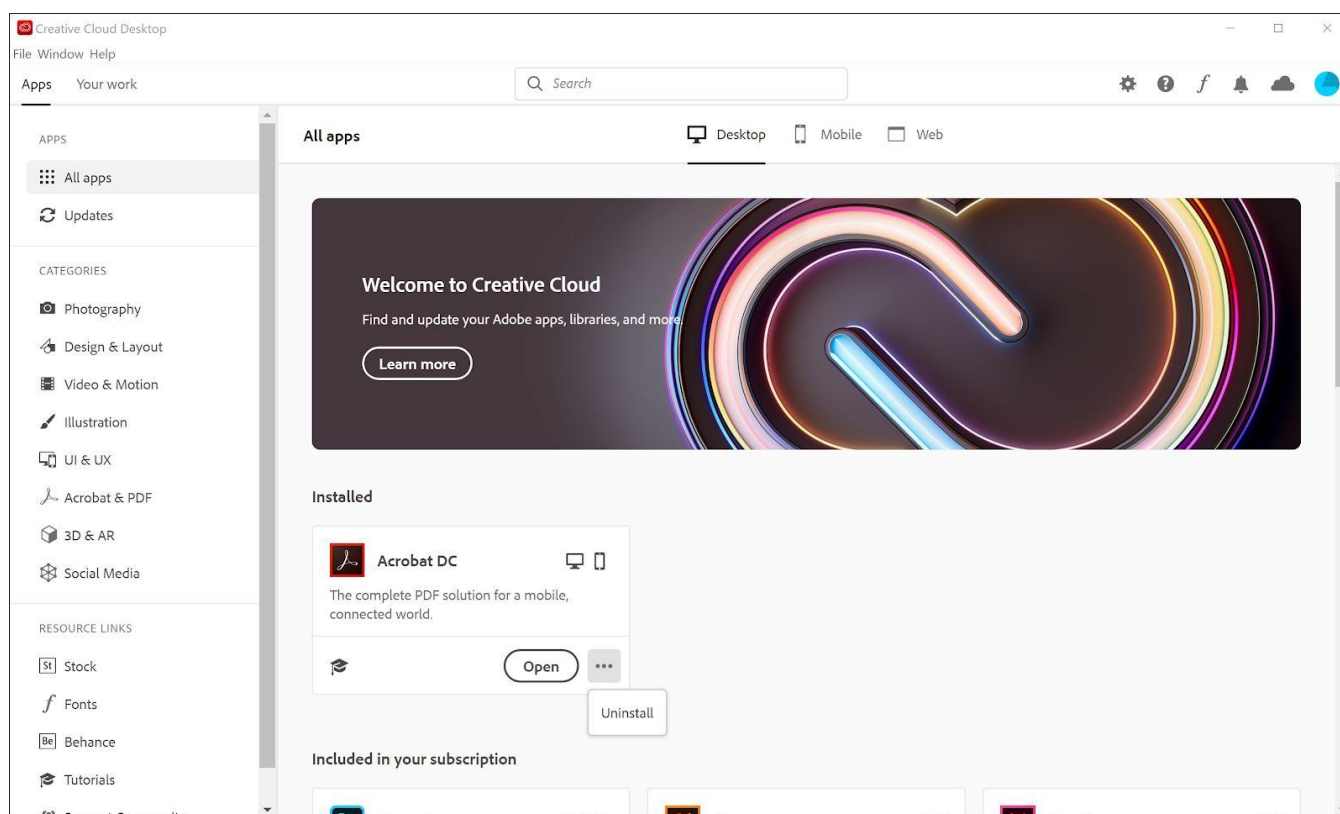 Creative Cloud Desktop
File Window Help
Apps Your work
Search
APPS
All apps
Updates
CATEGORIES
Photography
Design & Layout
Video & Motion
Illustration
UI & UX
Acrobat & PDF
3D & AR
Social Media
RESOURCE LINKS
St Stock
Fonts
Be Behance
Tutorials
All apps
Desktop Mobile Web
Welcome to Creative Cloud
Find and update your Adobe apps, libraries, and more.
Learn more
Installed
Acrobat DC
The complete PDF solution for a mobile,
connected world.
Open
Uninstall
Included in your subscription